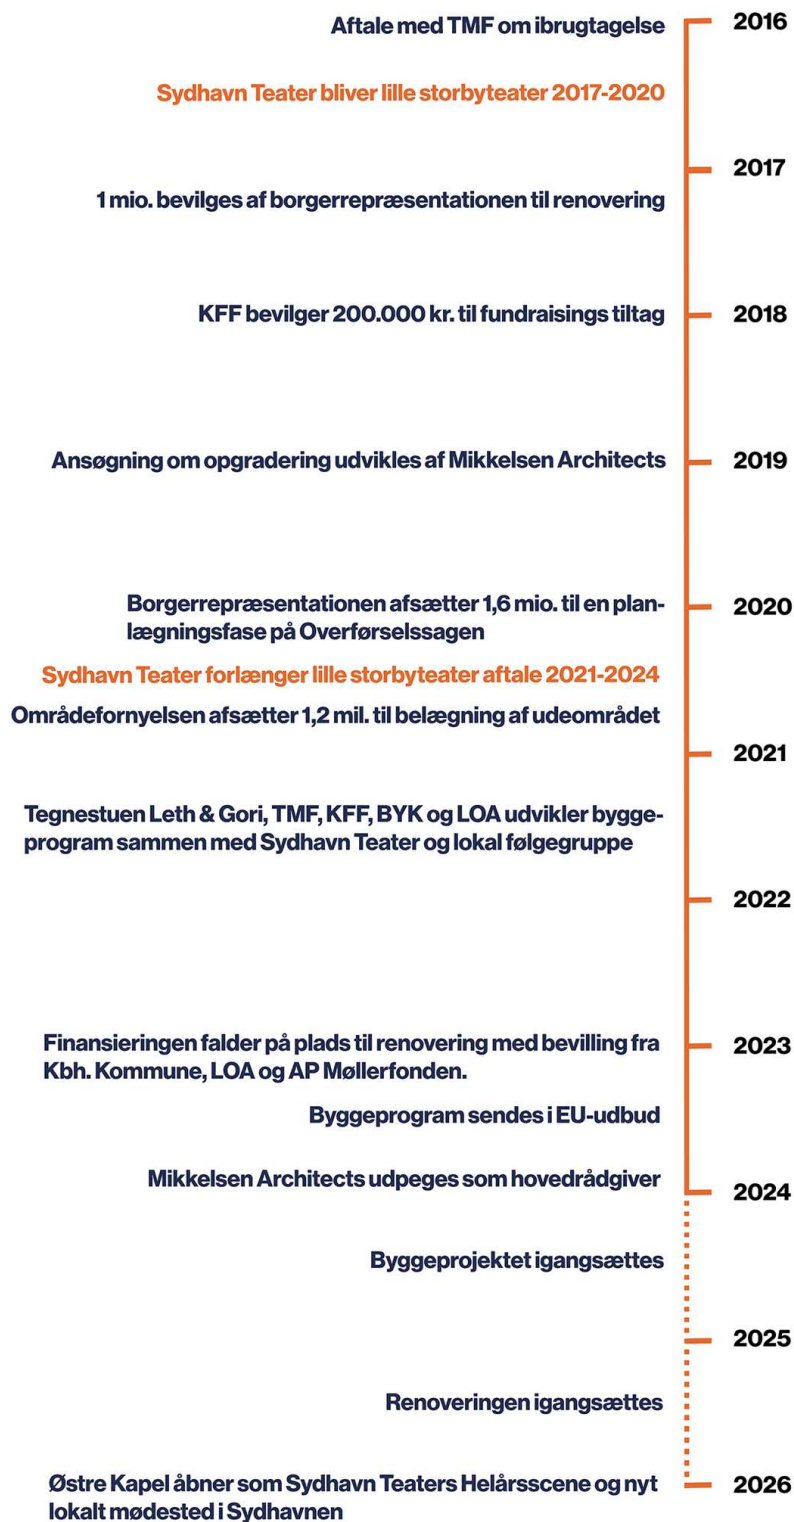 Aftale med TMF om ibrugtagelse
2016
Sydhavn Teater bliver lille storbyteater 2017-2020
2017
1 mio. bevilges af borgerrepræsentationen til renovering
KFF bevilger 200.000 kr. til fundraisings tiltag
2018
Ansøgning om opgradering udvikles af Mikkelsen Architects
2019
Borgerrepræsentationen afsætter 1,6 mio. til en plan-
lægningsfase på Overførselssagen
2020
Sydhavn Teater forlænger lille storbyteater aftale 2021-2024
Områdefornyelsen afsætter 1,2 mil. til belægning af udeområdet
2021
Tegnestuen Leth & Gori, TMF, KFF, BYK og LOA udvikler bygge-
program sammen med Sydhavn Teater og lokal følgegruppe
2022
Finansieringen falder på plads til renovering med bevilling fra
Kbh. Kommune, LOA og AP Møllerfonden.
2023
Byggeprogram sendes i EU-udbud
Mikkelsen Architects udpeges som hovedrådgiver
2024
Byggeprojektet igangsættes
2025
Renoveringen igangsættes
Østre Kapel åbner som Sydhavn Teaters Helårsscene og nyt
lokalt mødested i Sydhavnen
2026